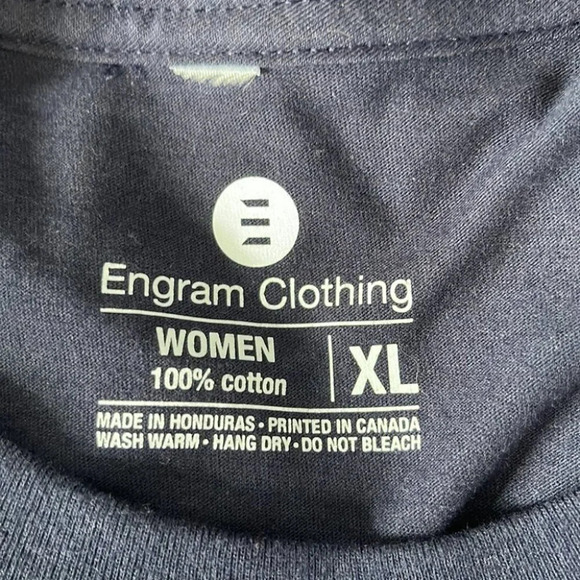 Engram Clothing
WOMEN
100% cotton
XL
MADE IN HONDURAS • PRINTED IN CANADA
WASH WARM • HANG DRY • DO NOT BLEACH